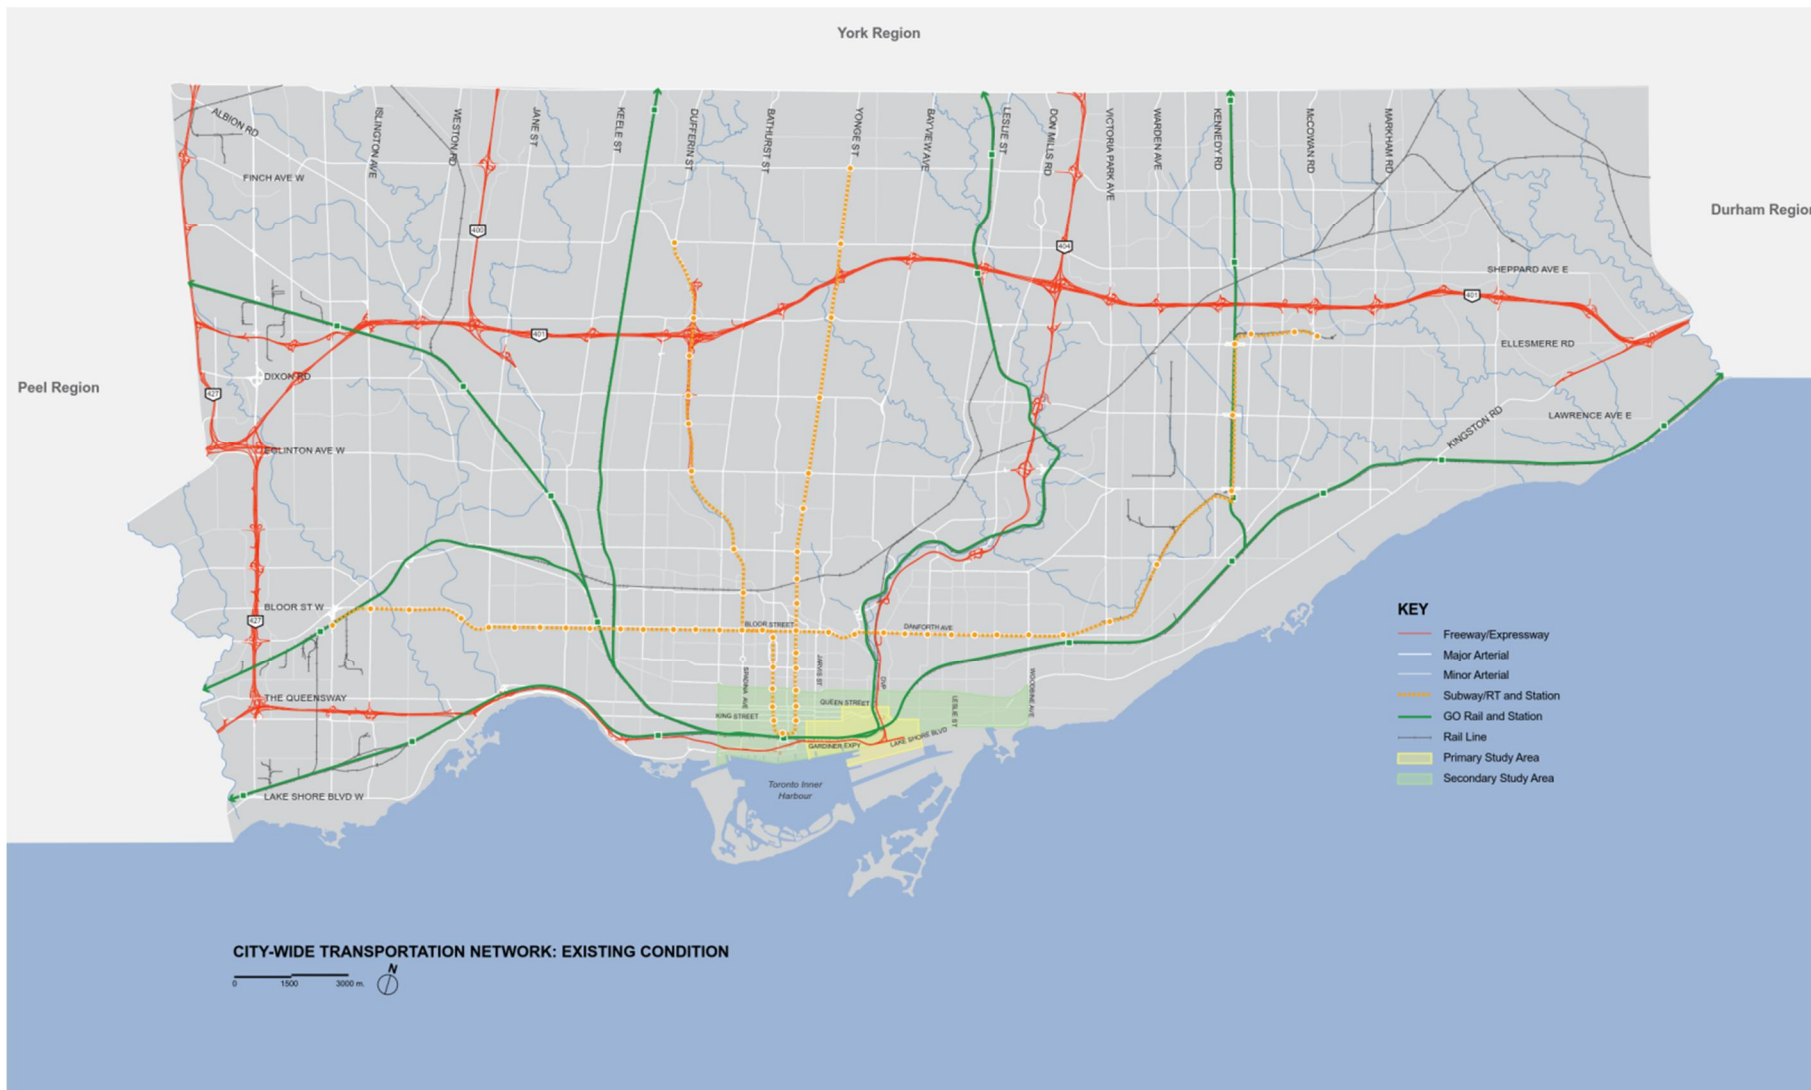 York Region
ALBION RD
ISLINGTON AVE
WESTON RD
JANE ST
KEELE ST
DUFFERIN ST
BATHURST ST
YONGE ST
BAYVIEW AVE
LESLIE ST
DON MILLS RD
VICTORIA PARK AVE
WARDEN AVE
KENNEDY RD
McCOWAN RD
MARKHAM RD
FINCH AVE W
Durham Region
400
404
SHEPPARD AVE E
401
401
ELLESMERE RD
DIXON RD
Peel Region
427
KINGSTON RD
LAWRENCE AVE E
EGLINTON AVE W
BLOOR ST W
427
BLOOR STREET
DANFORTH AVE
SPADINA AVE
JARVIS ST
DVP
LESLIE ST
WOODBINE AVE
THE QUEENSWAY
QUEEN STREET
KING STREET
GARDINER EXPY
LAKE SHORE BLVD
Toronto Inner
Harbour
LAKE SHORE BLVD W
KEY
Freeway/Expressway
Major Arterial
Minor Arterial
Subway/RT and Station
GO Rail and Station
Rail Line
Primary Study Area
Secondary Study Area
CITY-WIDE TRANSPORTATION NETWORK: EXISTING CONDITION
N
0 1500 3000 m.